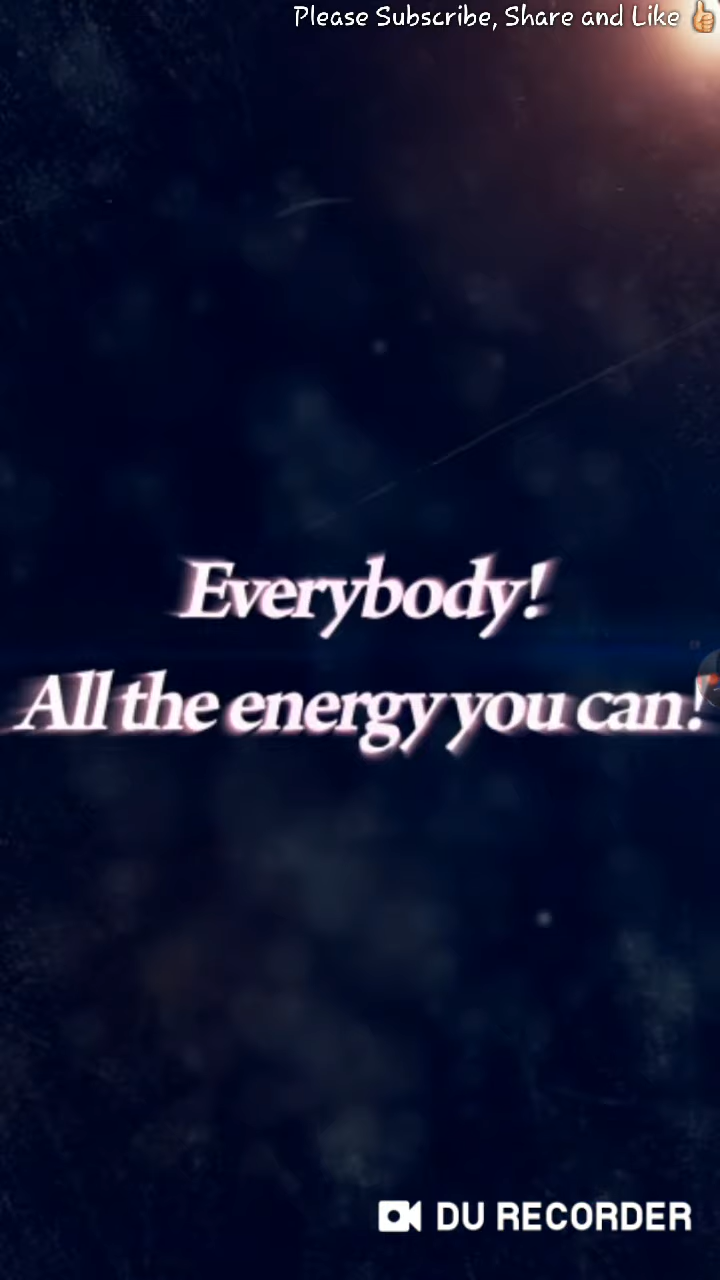 Please Subscribe, Share and Like 👍
Everybody!
All the energy you can!
DU RECORDER